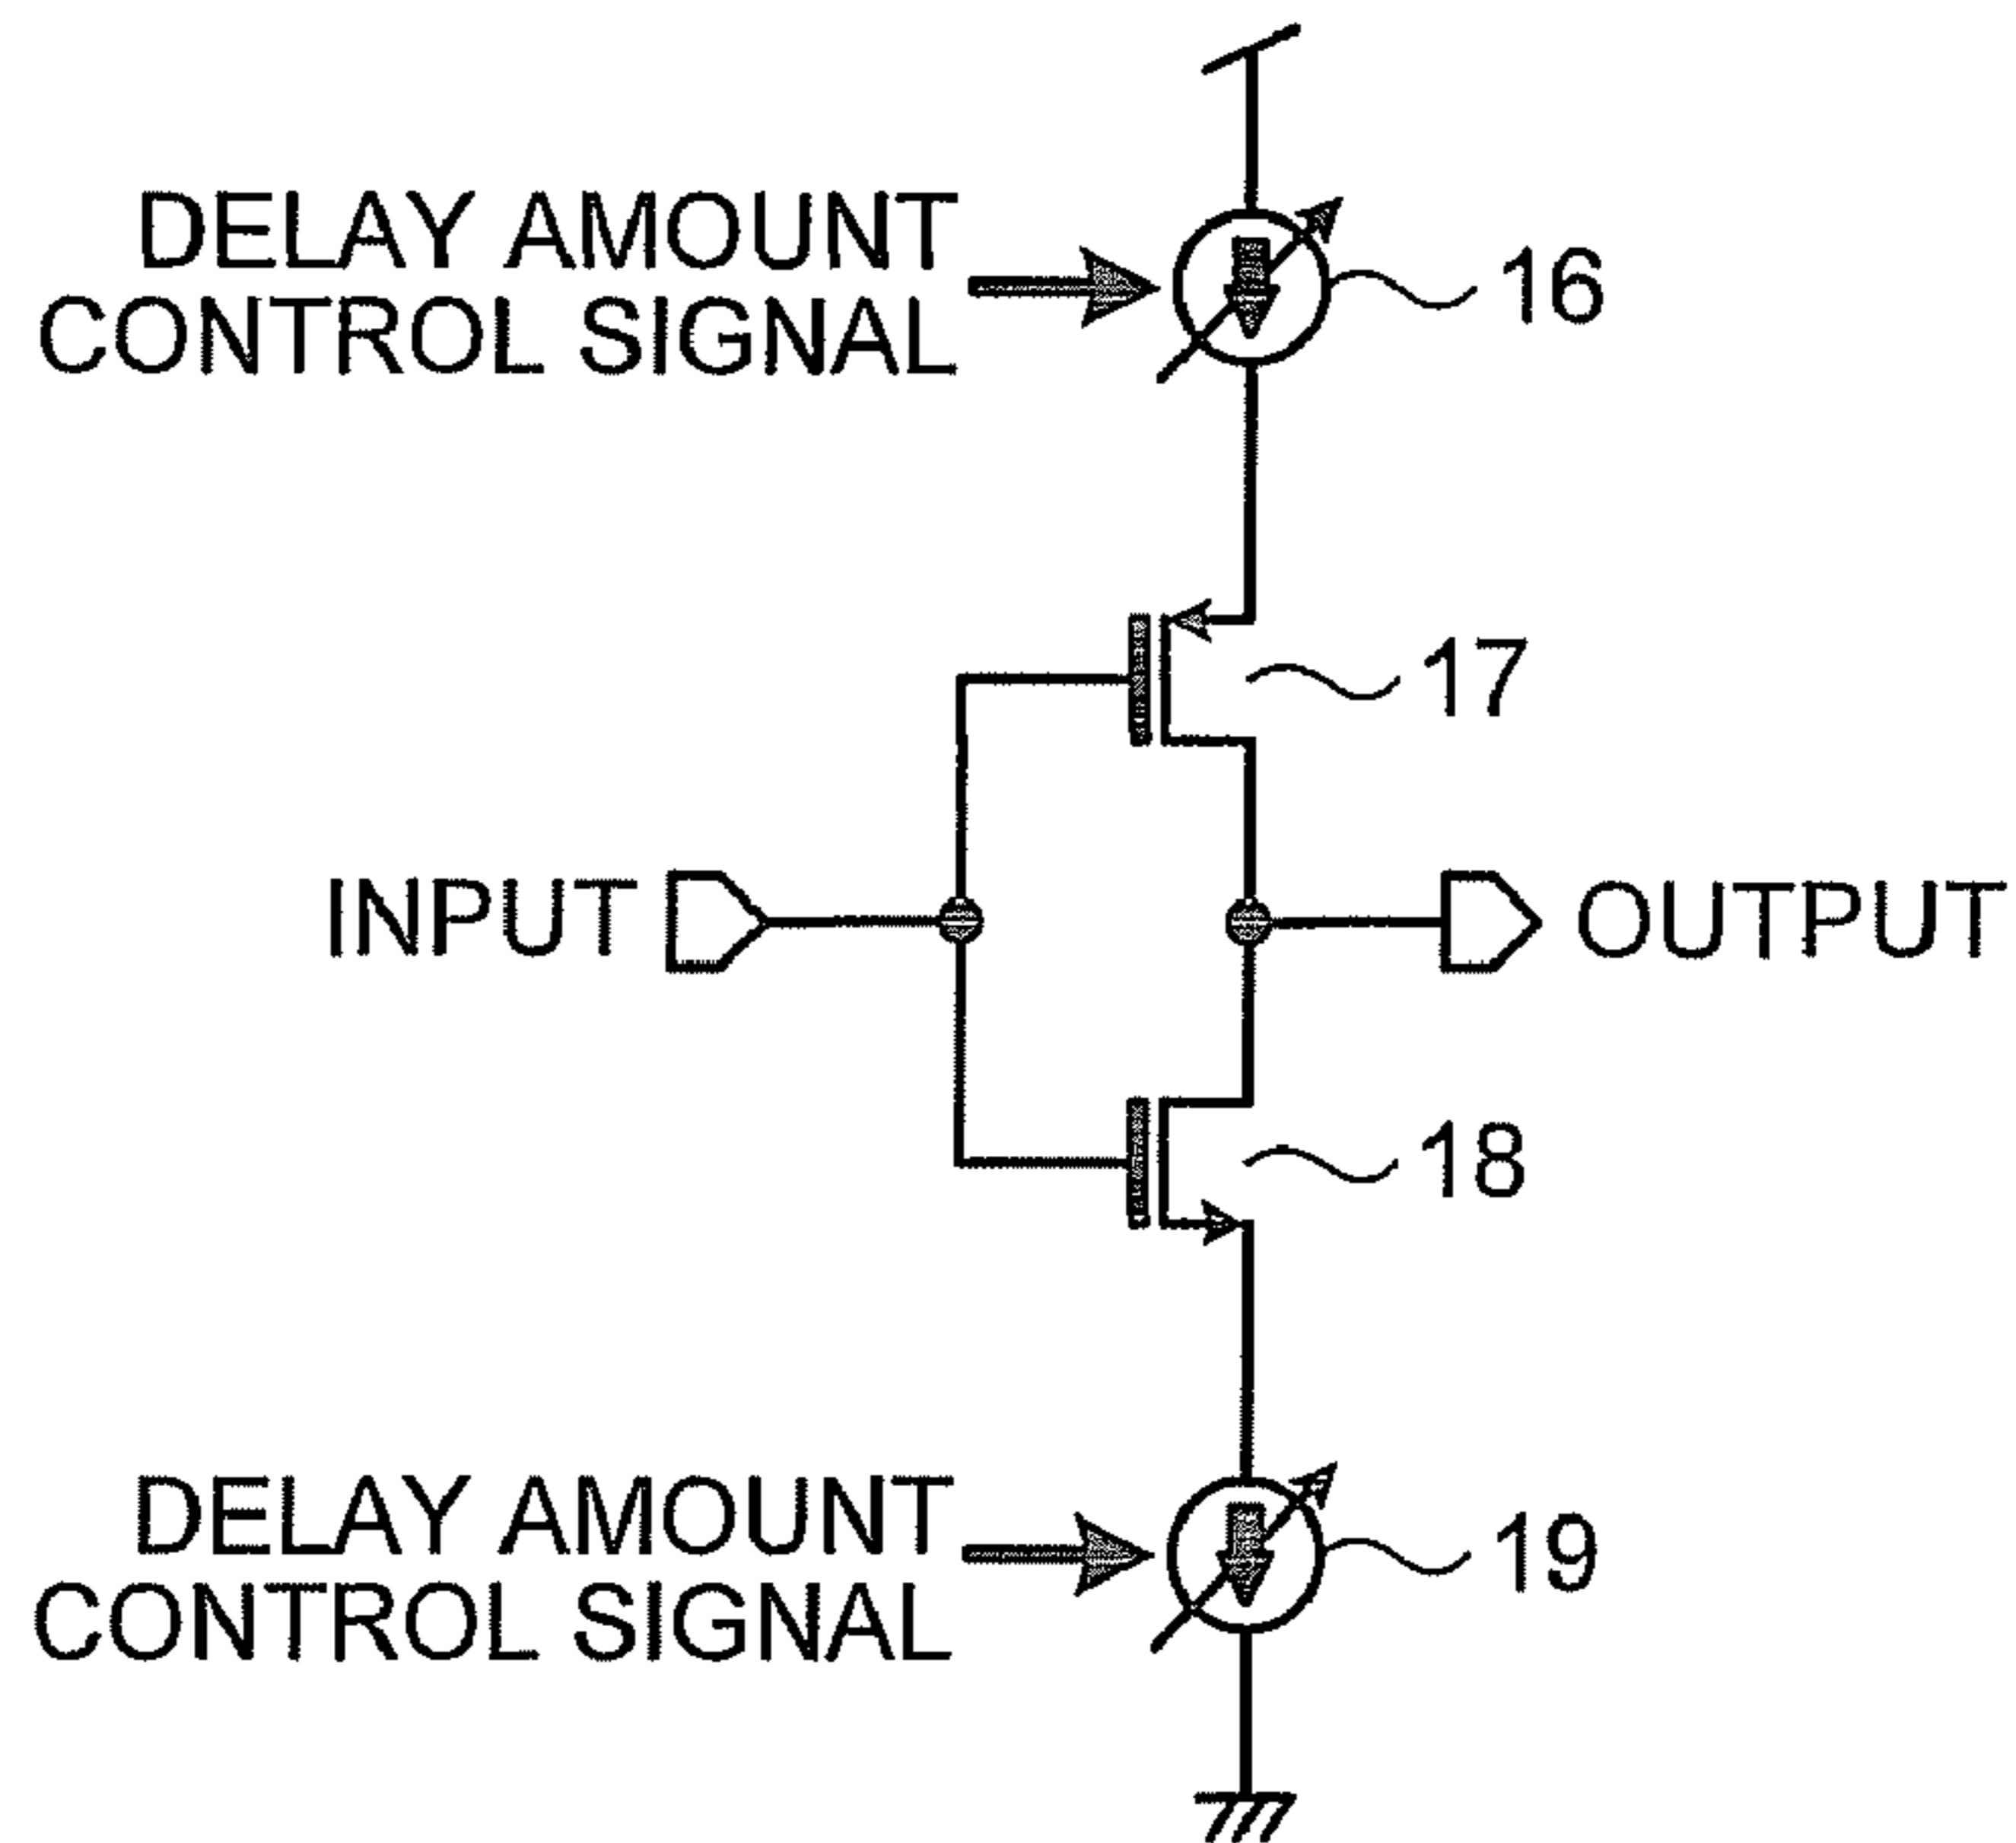 DELAY AMOUNT
CONTROL SIGNAL
16
17
INPUT
OUTPUT
18
DELAY AMOUNT
CONTROL SIGNAL
19